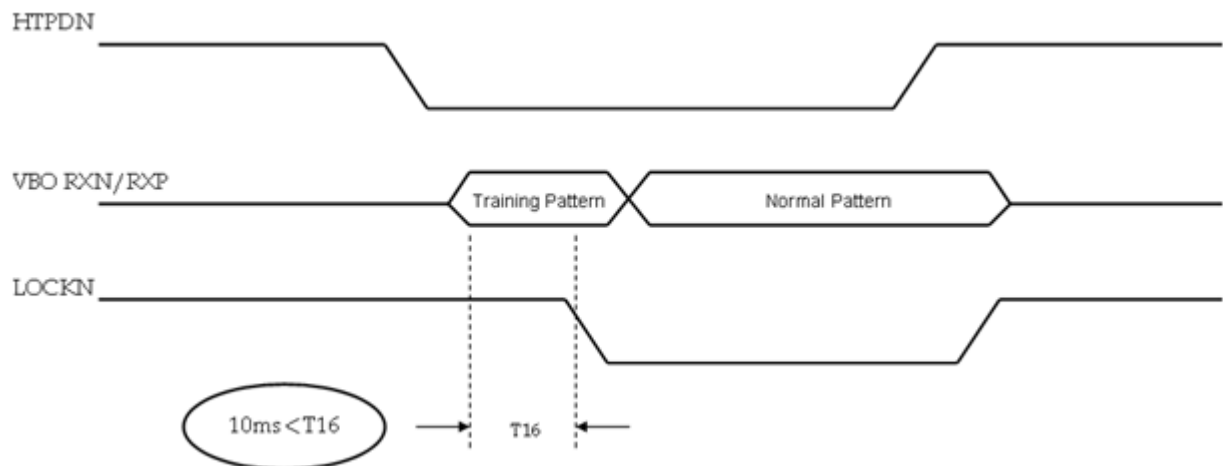 HTPDN
VBO RXN/RXP
Training Pattern
Normal Pattern
LOCKN
10ms<T16
T16